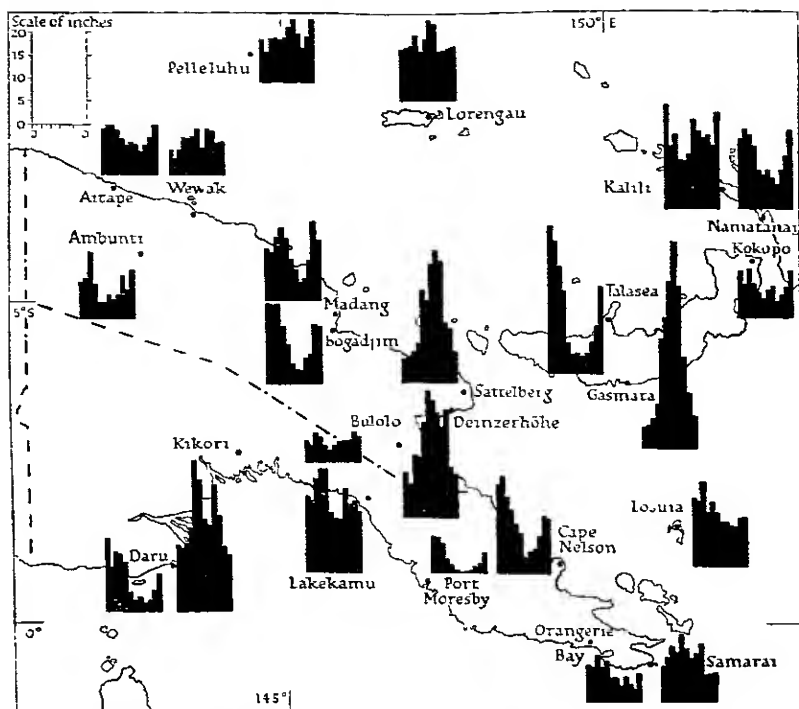 Scale of inches
20
15
10
5
0
150° E
Pelleluhu
Lorengau
Aitape
Wewak
Kalili
Namatanai
Kokopo
Ambunti
Talasea
5°S
Madang
bogadjim
Gasmata
Sattelberg
Bulolo
Deinzerhöhe
Kikori
Losuia
Daru
Cape
Nelson
Lakekamu
Port
Moresby
0°
Orangerie
Bay
Samarai
145°